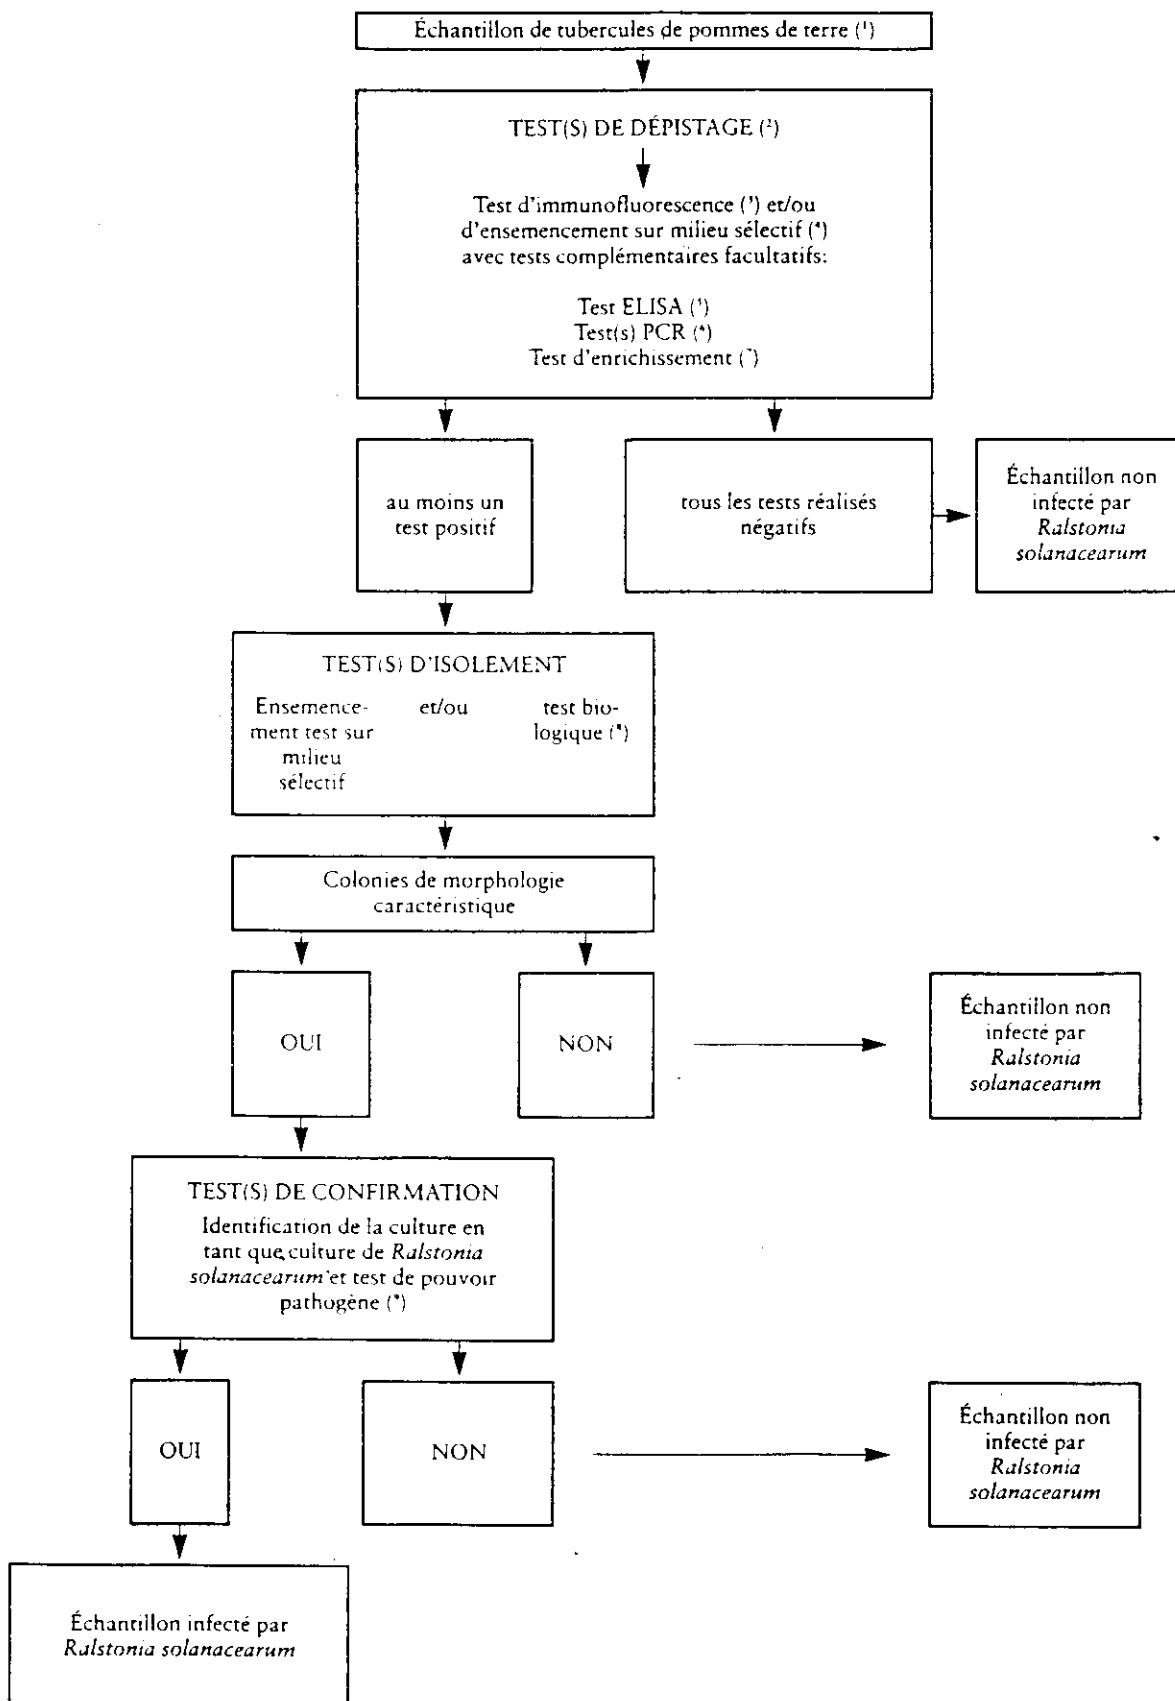 Échantillon de tubercules de pommes de terre (¹)
TEST(S) DE DÉPISTAGE (²)
Test d'immunofluorescence (³) et/ou
d'ensemencement sur milieu sélectif (⁴)
avec tests complémentaires facultatifs:
Test ELISA (⁵)
Test(s) PCR (⁶)
Test d'enrichissement (⁷)
au moins un
test positif
tous les tests réalisés
négatifs
Échantillon non
infecté par
Ralstonia
solanacearum
TEST(S) D'ISOLEMENT
Ensemence-
ment test sur
milieu
sélectif
et/ou
test bio-
logique (⁸)
Colonies de morphologie
caractéristique
OUI
NON
Échantillon non
infecté par
Ralstonia
solanacearum
TEST(S) DE CONFIRMATION
Identification de la culture en
tant que culture de Ralstonia
solanacearum et test de pouvoir
pathogène (⁹)
OUI
NON
Échantillon non
infecté par
Ralstonia
solanacearum
Échantillon infecté par
Ralstonia solanacearum